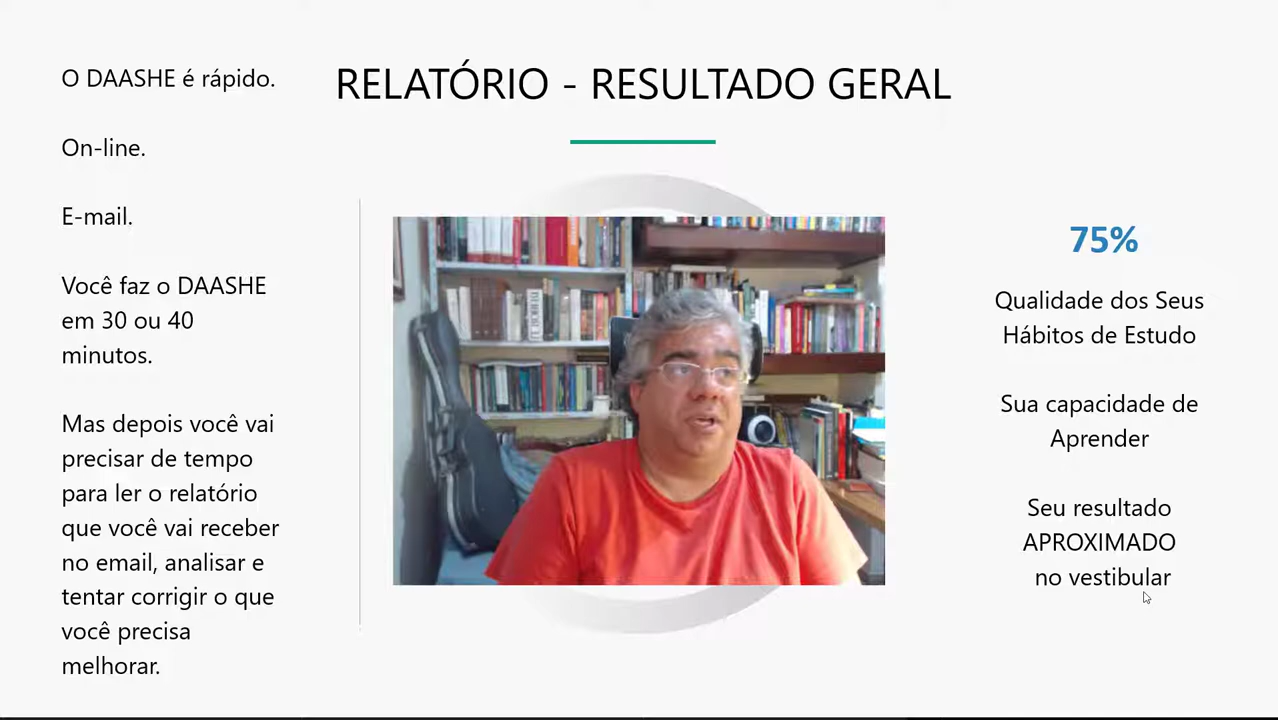 RELATÓRIO - RESULTADO GERAL
O DAASHE é rápido.
On-line.
E-mail.
Você faz o DAASHE
em 30 ou 40
minutos.
Mas depois você vai
precisar de tempo
para ler o relatório
que você vai receber
no email, analisar e
tentar corrigir o que
você precisa
melhorar.
75%
Qualidade dos Seus
Hábitos de Estudo
Sua capacidade de
Aprender
Seu resultado
APROXIMADO
no vestibular